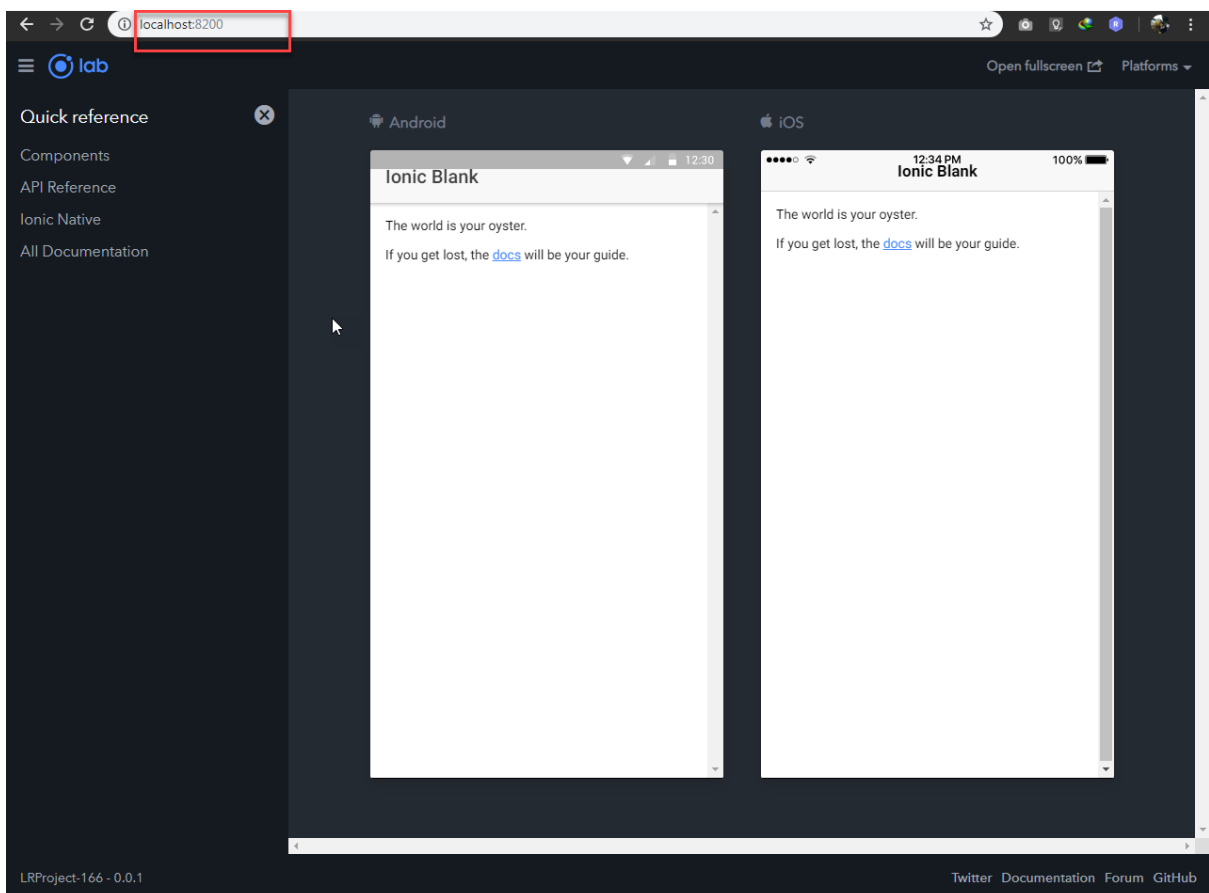 localhost:8200
lab
Open fullscreen
Platforms
Quick reference
Components
API Reference
Ionic Native
All Documentation
Android
12:30
Ionic Blank
The world is your oyster.
If you get lost, the docs will be your guide.
iOS
12:34 PM
100%
Ionic Blank
The world is your oyster.
If you get lost, the docs will be your guide.
LRProject-166 - 0.0.1
Twitter Documentation Forum GitHub